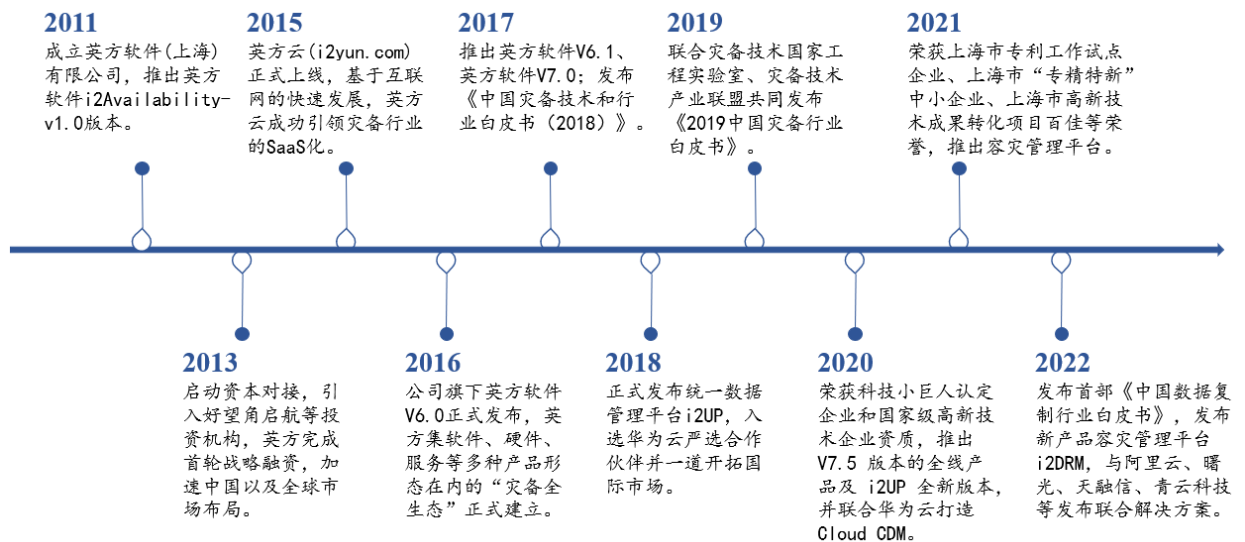 2011
成立英方软件(上海)
有限公司，推出英方
软件i2Availability-
v1.0版本。
2015
英方云(i2yun.com)
正式上线，基于互联
网的快速发展，英方
云成功引领灾备行业
的SaaS化。
2017
推出英方软件V6.1、
英方软件V7.0；发布
《中国灾备技术和行
业白皮书（2018）》。
2019
联合灾备技术国家工
程实验室、灾备技术
产业联盟共同发布
《2019中国灾备行业
白皮书》。
2021
荣获上海市专利工作试点
企业、上海市“专精特新”
中小企业、上海市高新技
术成果转化项目百佳等荣
誉，推出容灾管理平台。
2013
启动资本对接，引
入好望角启航等投
资机构，英方完成
首轮战略融资，加
速中国以及全球市
场布局。
2016
公司旗下英方软件
V6.0正式发布，英
方集软件、硬件、
服务等多种产品形
态在内的“灾备全
生态”正式建立。
2018
正式发布统一数据
管理平台i2UP，入
选华为云严选合作
伙伴并一道开拓国
际市场。
2020
荣获科技小巨人认定
企业和国家级高新技
术企业资质，推出
V7.5 版本的全线产
品及 i2UP 全新版本，
并联合华为云打造
Cloud CDM。
2022
发布首部《中国数据复
制行业白皮书》，发布
新产品容灾管理平台
i2DRM，与阿里云、曙
光、天融信、青云科技
等发布联合解决方案。